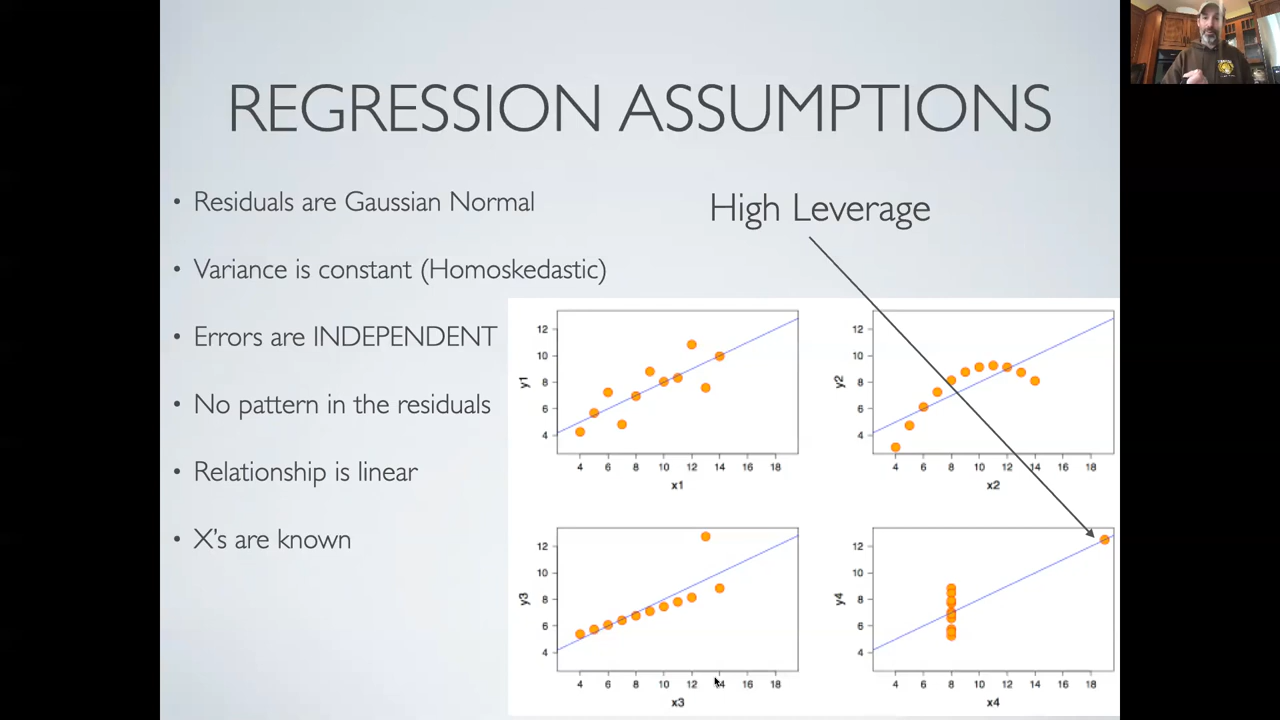 REGRESSION ASSUMPTIONS
• Residuals are Gaussian Normal
• Variance is constant (Homoskedastic)
• Errors are INDEPENDENT
• No pattern in the residuals
• Relationship is linear
• X's are known
High Leverage
12
10
8
6
4
y1
4 6 8 10 12 14 16 18
x1
12
10
8
6
4
y2
4 6 8 10 12 14 16 18
x2
12
10
8
6
4
y3
4 6 8 10 12 14 16 18
x3
12
10
8
6
4
y4
4 6 8 10 12 14 16 18
x4